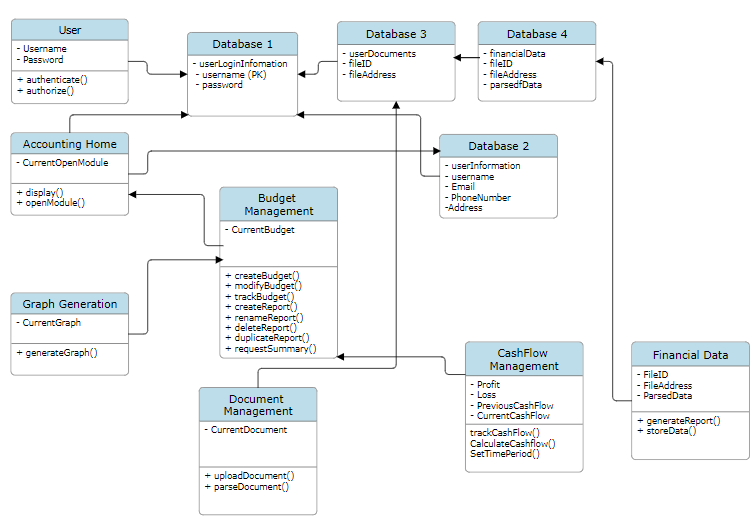 User
- Username
- Password
+ authenticate()
+ authorize()
Database 1
- userLoginInfomation
- username (PK)
- password
Database 3
- userDocuments
- fileID
- fileAddress
Database 4
- financialData
- fileID
- fileAddress
- parsedfData
Accounting Home
- CurrentOpenModule
+ display()
+ openModule()
Database 2
- userInformation
- username
- Email
- PhoneNumber
-Address
Budget
Management
- CurrentBudget
+ createBudget()
+ modifyBudget()
+ trackBudget()
+ createReport()
+ renameReport()
+ deleteReport()
+ duplicateReport()
+ requestSummary()
Graph Generation
- CurrentGraph
+ generateGraph()
CashFlow
Management
- Profit
- Loss
- PreviousCashFlow
- CurrentCashFlow
trackCashFlow()
CalculateCashflow()
SetTimePeriod()
Financial Data
- FileID
- FileAddress
- ParsedData
+ generateReport()
+ storeData()
Document
Management
- CurrentDocument
+ uploadDocument()
+ parseDocument()